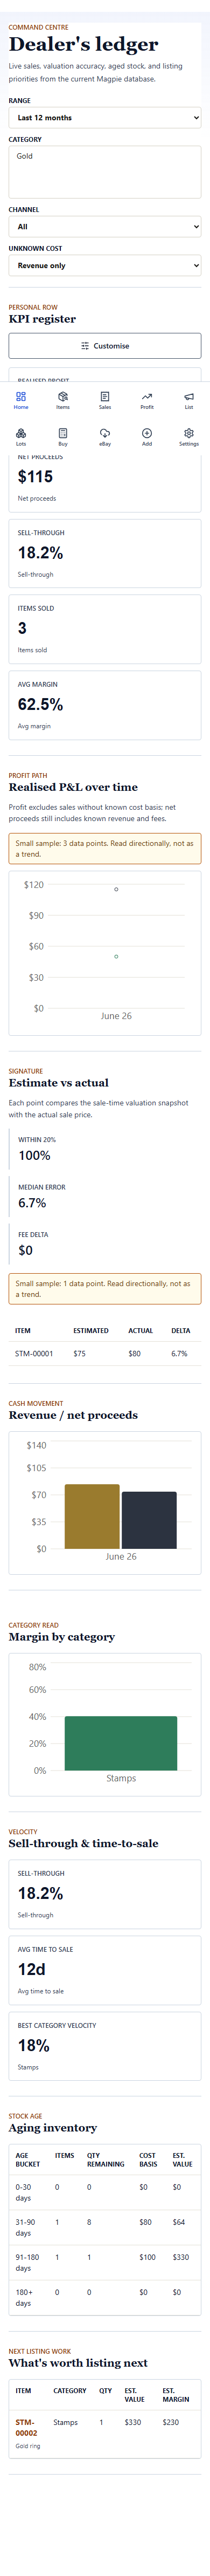 COMMAND CENTRE
Dealer's ledger
Live sales, valuation accuracy, aged stock, and listing
priorities from the current Magpie database.
RANGE
Last 12 months
CATEGORY
Gold
CHANNEL
All
UNKNOWN COST
Revenue only
PERSONAL ROW
KPI register
Customise
REALISED PROFIT
Home Items Sales Profit List
Lots Buy eBay Add Settings
NET PROCEEDS
$115
Net proceeds
SELL-THROUGH
18.2%
Sell-through
ITEMS SOLD
3
Items sold
AVG MARGIN
62.5%
Avg margin
PROFIT PATH
Realised P&L over time
Profit excludes sales without known cost basis; net
proceeds still includes known revenue and fees.
Small sample: 3 data points. Read directionally, not as
a trend.
$120
$90
$60
$30
$0
June 26
SIGNATURE
Estimate vs actual
Each point compares the sale-time valuation snapshot
with the actual sale price.
WITHIN 20%
100%
MEDIAN ERROR
6.7%
FEE DELTA
$0
Small sample: 1 data point. Read directionally, not as
a trend.
ITEM ESTIMATED ACTUAL DELTA
STM-00001 $75 $80 6.7%
CASH MOVEMENT
Revenue / net proceeds
$140
$105
$70
$35
$0
June 26
CATEGORY READ
Margin by category
80%
60%
40%
20%
0%
Stamps
VELOCITY
Sell-through & time-to-sale
SELL-THROUGH
18.2%
Sell-through
AVG TIME TO SALE
12d
Avg time to sale
BEST CATEGORY VELOCITY
18%
Stamps
STOCK AGE
Aging inventory
AGE BUCKET ITEMS QTY REMAINING COST BASIS EST. VALUE
0-30 days 0 0 $0 $0
31-90 days 1 8 $80 $64
91-180 days 1 1 $100 $330
180+ days 0 0 $0 $0
NEXT LISTING WORK
What's worth listing next
ITEM CATEGORY QTY EST. VALUE EST. MARGIN
STM-00002 Stamps 1 $330 $230
Gold ring